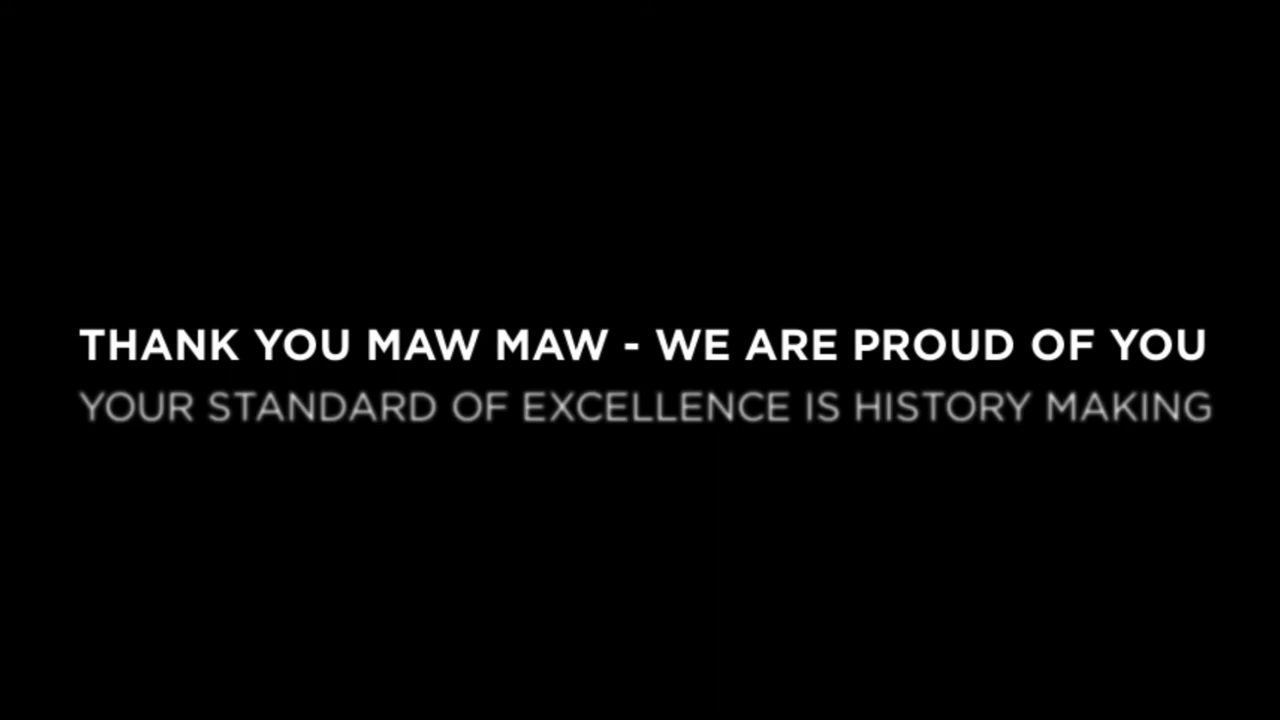 THANK YOU MAW MAW - WE ARE PROUD OF YOU
YOUR STANDARD OF EXCELLENCE IS HISTORY MAKING